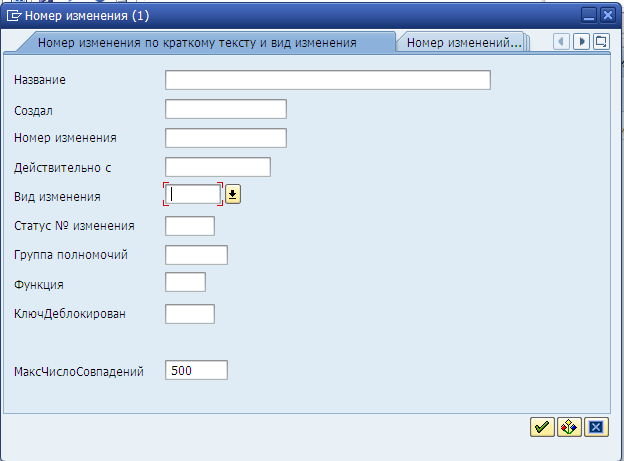 Номер изменения (1)
Номер изменения по краткому тексту и вид изменения
Номер изменений...
Название
Создал
Номер изменения
Действительно с
Вид изменения
Статус № изменения
Группа полномочий
Функция
КлючДеблокирован
МаксЧислоСовпадений 500